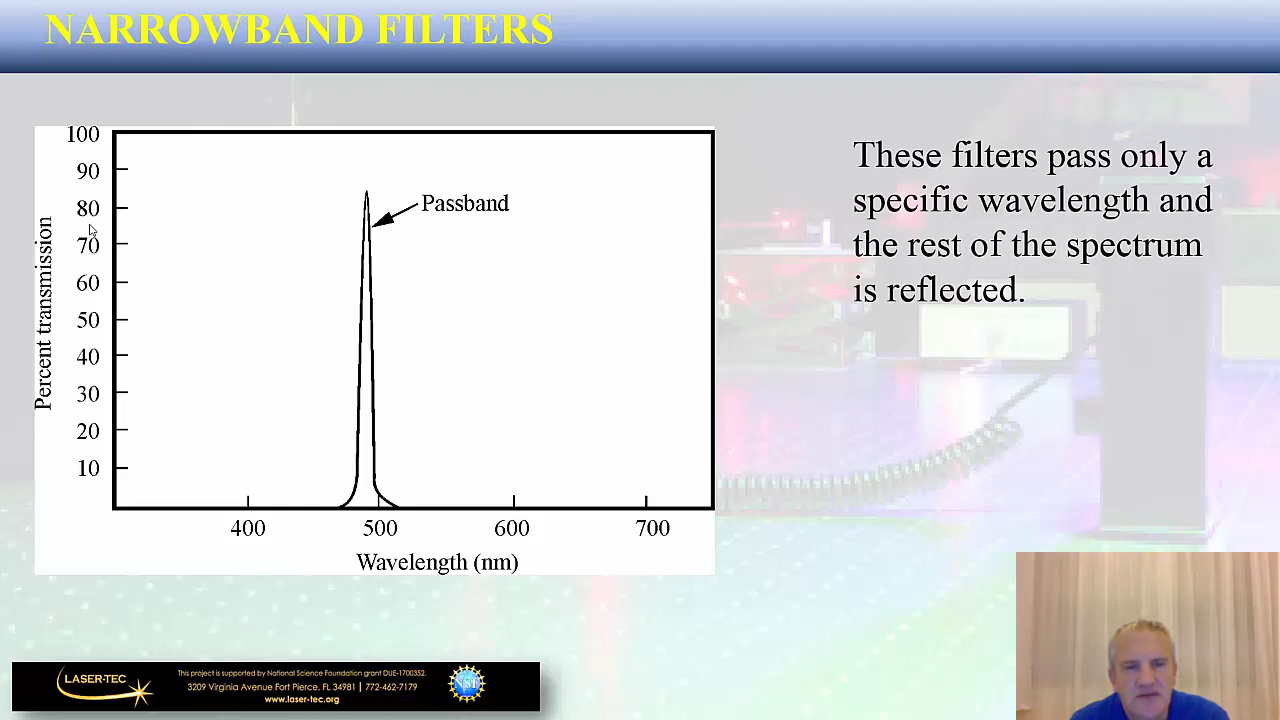 NARROWBAND FILTERS
100
90
80
70
60
50
40
30
20
10
Percent transmission
Passband
400 500 600 700
Wavelength (nm)
These filters pass only a
specific wavelength and
the rest of the spectrum
is reflected.
LASER-TEC
This project is supported by National Science Foundation grant DUE-1700352.
3209 Virginia Avenue Fort Pierce, FL 34981 | 772-462-7179
www.laser-tec.org
NSF